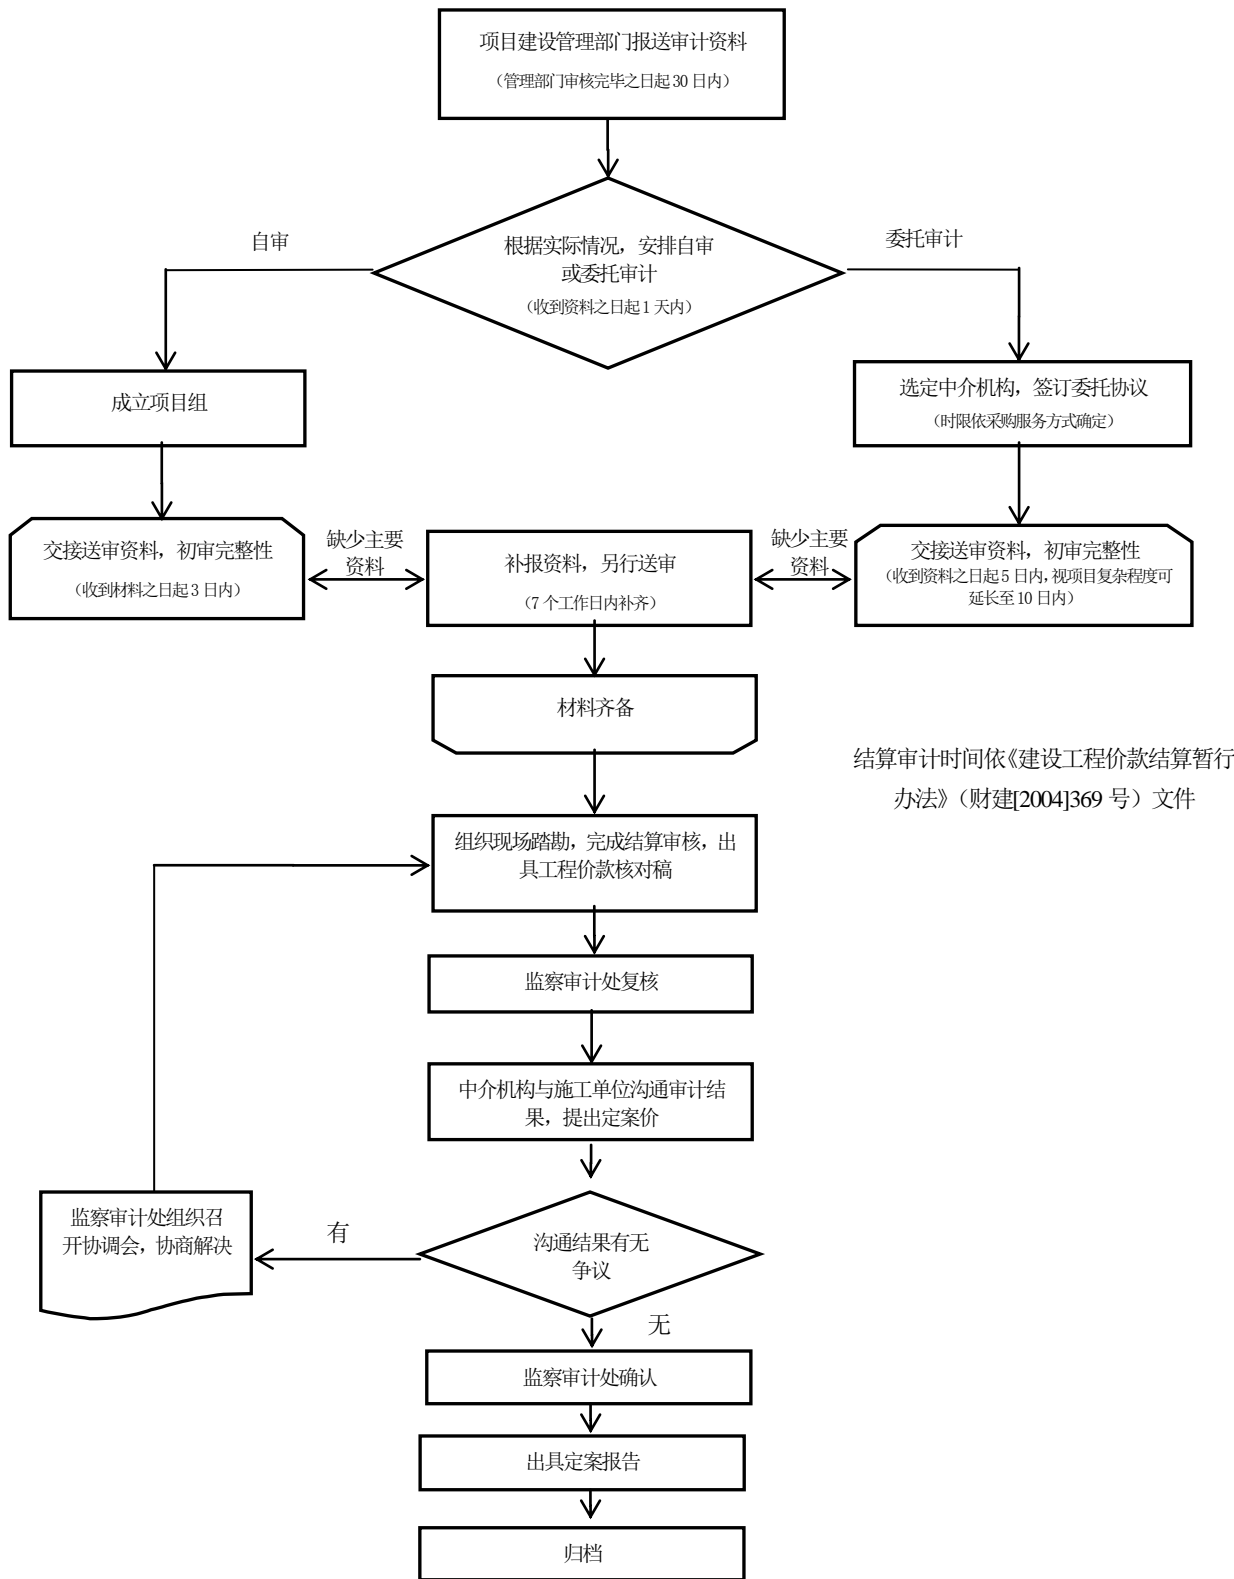 项目建设管理部门报送审计资料
（管理部门审核完毕之日起 30 日内）
自审
委托审计
根据实际情况，安排自审
或委托审计
（收到资料之日起 1 天内）
成立项目组
选定中介机构，签订委托协议
（时限依采购服务方式确定）
交接送审资料，初审完整性
（收到材料之日起 3 日内）
缺少主要
资料
补报资料，另行送审
（7 个工作日内补齐）
缺少主要
资料
交接送审资料，初审完整性
（收到资料之日起 5 日内，视项目复杂程度可
延长至 10 日内）
材料齐备
结算审计时间依《建设工程价款结算暂行
办法》（财建[2004]369 号）文件
组织现场踏勘，完成结算审核，出
具工程价款核对稿
监察审计处复核
中介机构与施工单位沟通审计结
果，提出定案价
监察审计处组织召
开协调会，协商解决
有
沟通结果有无
争议
无
监察审计处确认
出具定案报告
归档